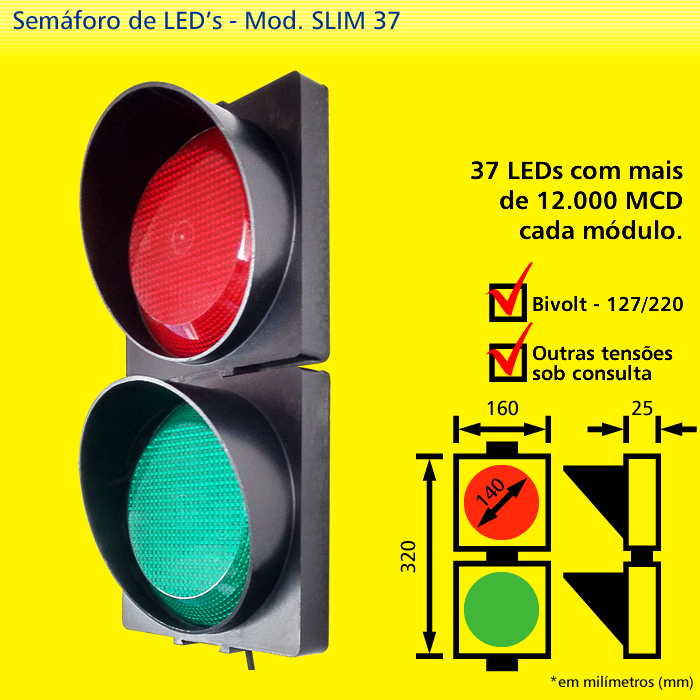 Semáforo de LED’s - Mod. SLIM 37
37 LEDs com mais
de 12.000 MCD
cada módulo.
Bivolt - 127/220
Outras tensões
sob consulta
160
25
140
320
*em milímetros (mm)